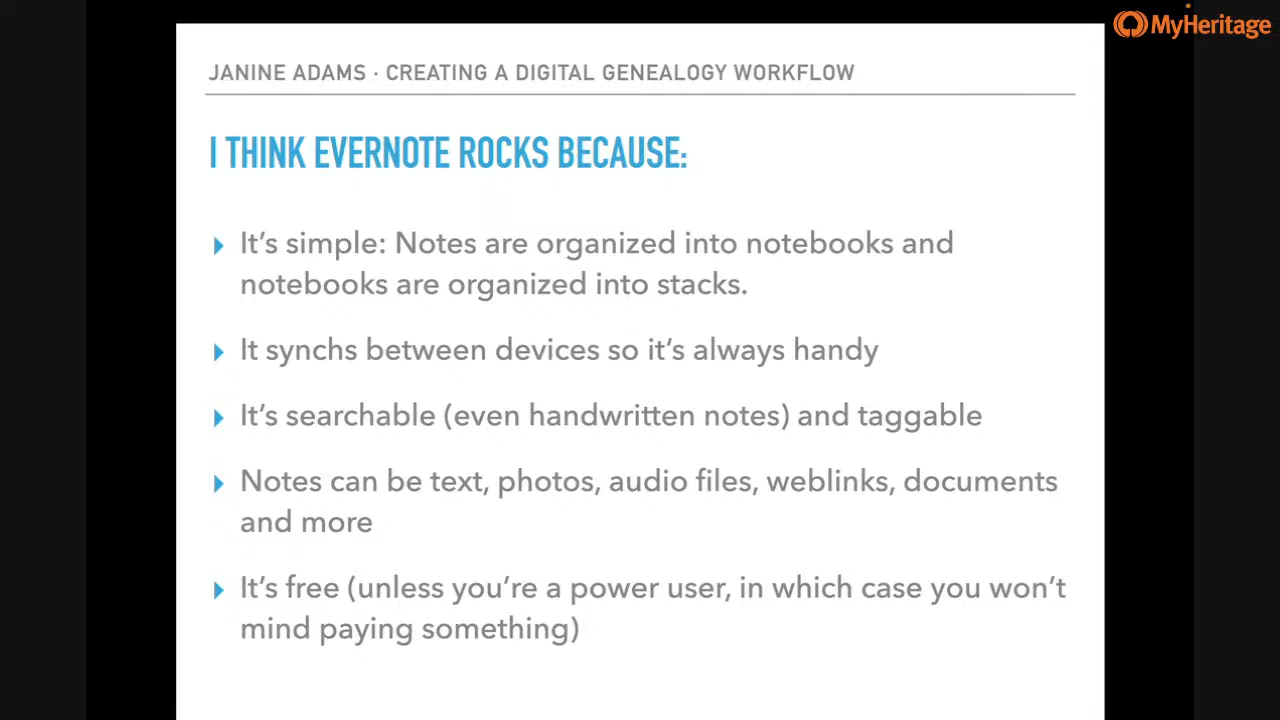 MyHeritage
JANINE ADAMS · CREATING A DIGITAL GENEALOGY WORKFLOW
I THINK EVERNOTE ROCKS BECAUSE:
It's simple: Notes are organized into notebooks and
notebooks are organized into stacks.
It synchs between devices so it's always handy
It's searchable (even handwritten notes) and taggable
Notes can be text, photos, audio files, weblinks, documents
and more
It's free (unless you're a power user, in which case you won't
mind paying something)